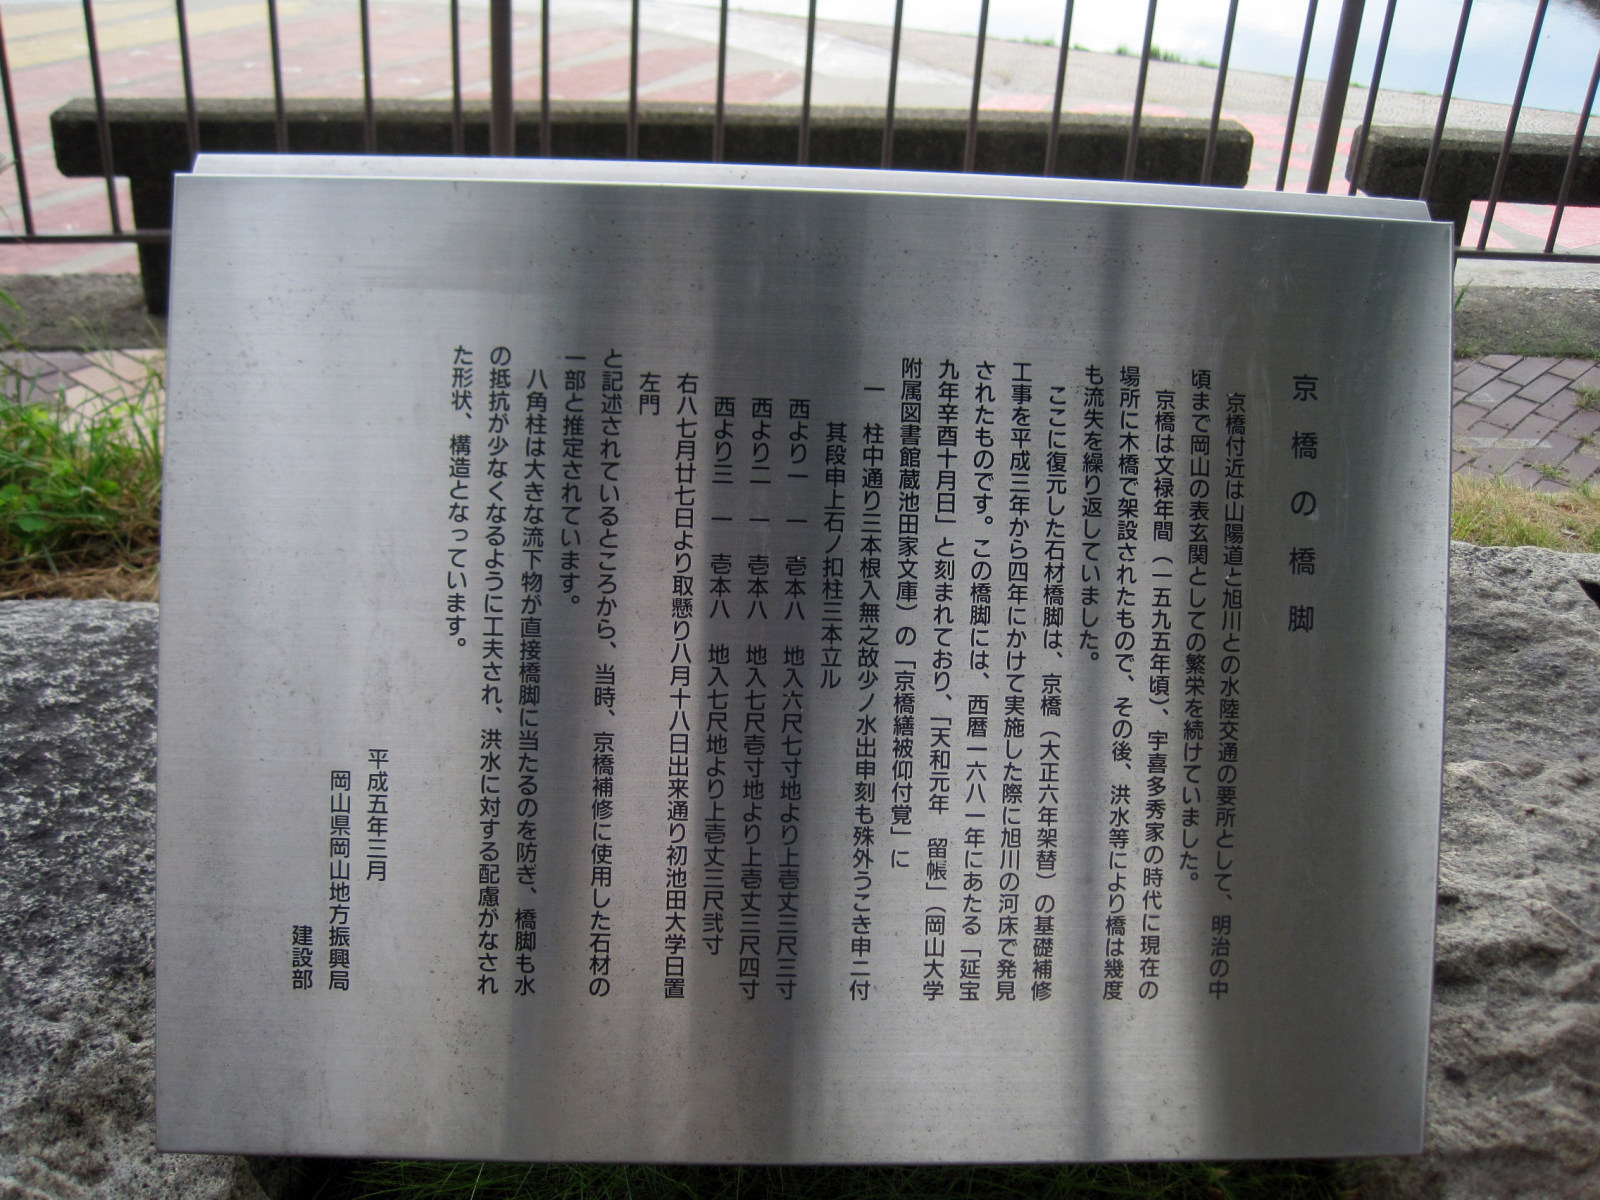 京橋の橋脚
京橋付近は山陽道と旭川との水陸交通の要所として、明治の中
頃まで岡山の表玄関としての繁栄を続けていました。
京橋は文禄年間（一五九五年頃）、宇喜多秀家の時代に現在の
場所に木橋で架設されたもので、その後、洪水等により橋は幾度
も流失を繰り返していました。
ここに復元した石材橋脚は、京橋（大正六年架替）の基礎補修
工事を平成三年から四年にかけて実施した際に旭川の河床で発見
されたものです。この橋脚には、西暦一六八一年にあたる「延宝
九年辛酉十月日」と刻まれており、「天和元年　留帳」（岡山大学
附属図書館蔵池田家文庫）の「京橋繕被仰付覚」に
一　柱中通り三本根入無之故少ノ水出申刻も殊外うこき申ニ付
其段申上石ノ扣柱三本立ル
西より一　一　壱本八　地入六尺七寸地より上壱丈三尺三寸
西より二　一　壱本八　地入七尺壱寸地より上壱丈三尺四寸
西より三　一　壱本八　地入七尺地より上壱丈三尺弐寸
右八七月廿七日より取懸り八月十八日出来通り初池田大学日置
左門
と記述されているところから、当時、京橋補修に使用した石材の
一部と推定されています。
八角柱は大きな流下物が直接橋脚に当たるのを防ぎ、橋脚も水
の抵抗が少なくなるように工夫され、洪水に対する配慮がなされ
た形状、構造となっています。
平成五年三月
岡山県岡山地方振興局
建設部